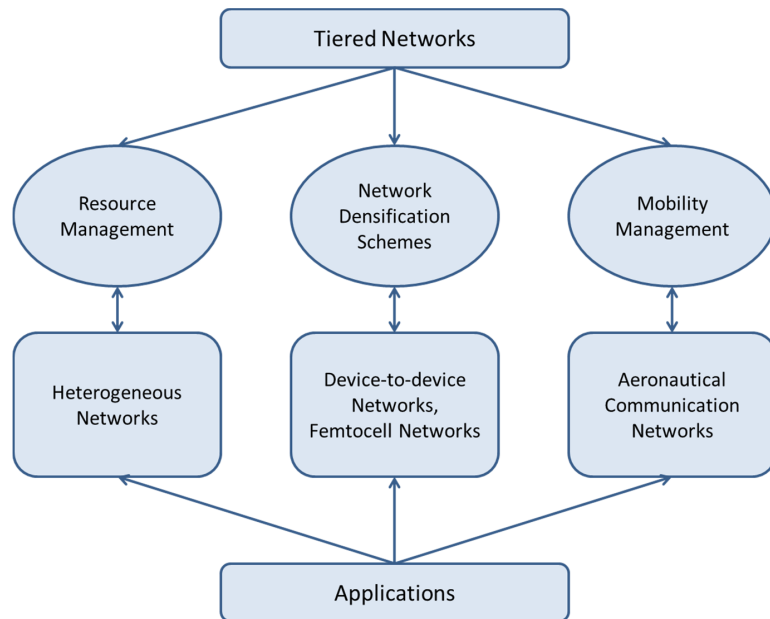 Tiered Networks
Resource
Management
Network
Densification
Schemes
Mobility
Management
Heterogeneous
Networks
Device-to-device
Networks,
Femtocell Networks
Aeronautical
Communication
Networks
Applications